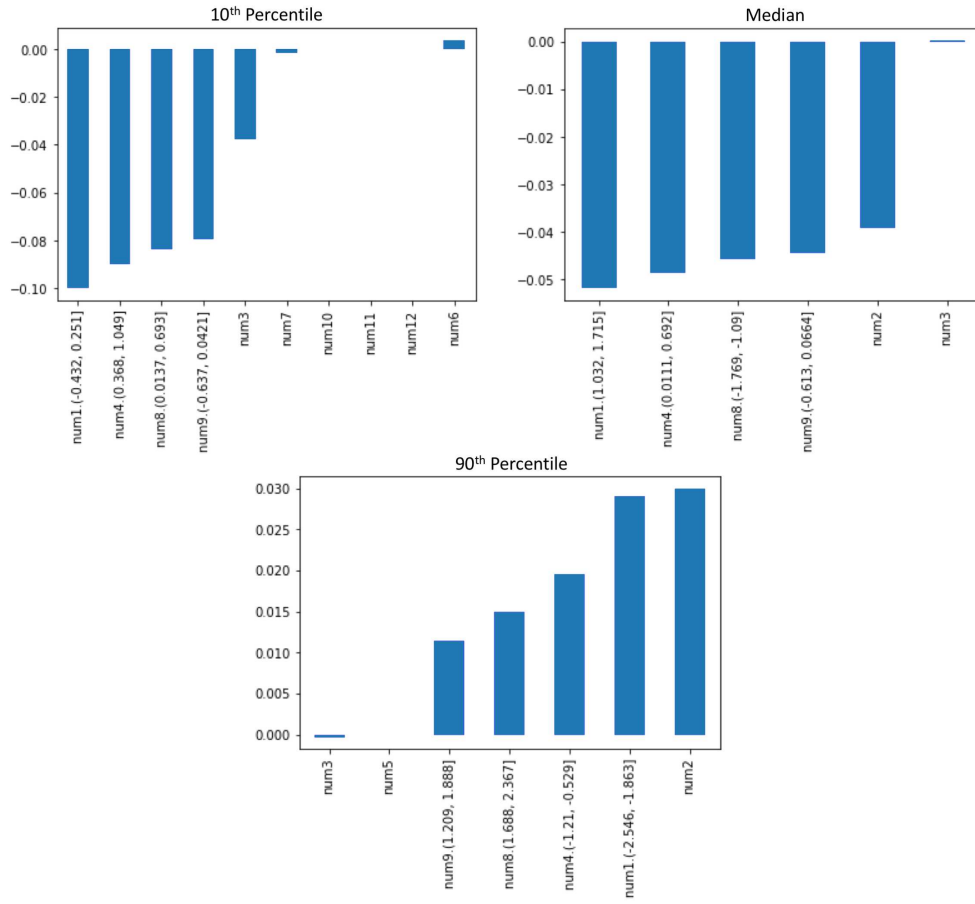 10th Percentile
0.00
−0.02
−0.04
−0.06
−0.08
−0.10
num1.(-0.432, 0.251]
num4.(0.368, 1.049]
num8.(0.0137, 0.693]
num9.(-0.637, 0.0421]
num3
num7
num10
num11
num12
num6
Median
0.00
−0.01
−0.02
−0.03
−0.04
−0.05
num1.(1.032, 1.715]
num4.(0.0111, 0.692]
num8.(-1.769, -1.09]
num9.(-0.613, 0.0664]
num2
num3
90th Percentile
0.030
0.025
0.020
0.015
0.010
0.005
0.000
num3
num5
num9.(1.209, 1.888]
num8.(1.688, 2.367]
num4.(-1.21, -0.529]
num1.(-2.546, -1.863]
num2